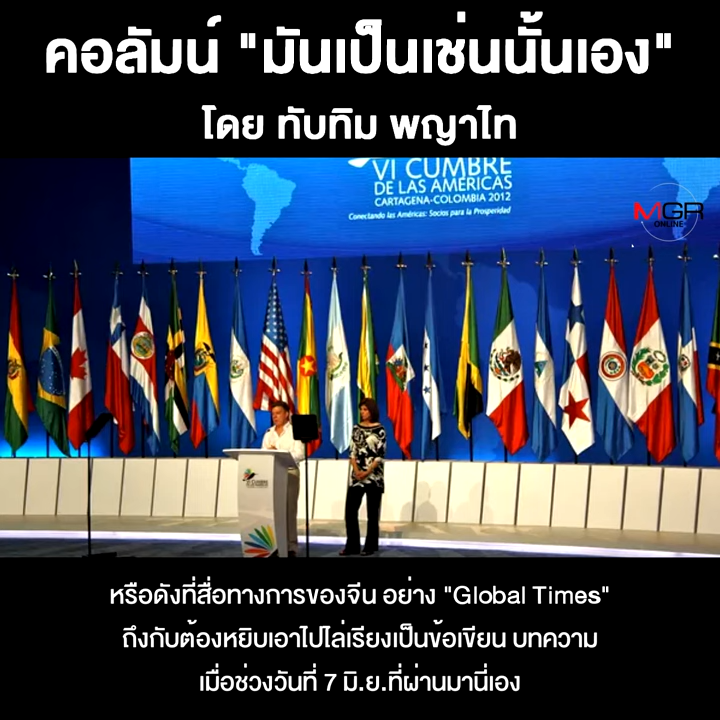 คอลัมน์ "มันเป็นเช่นนั้นเอง"
โดย ทับทิม พญาไท
VI CUMBRE
DE LAS AMÉRICAS
CARTAGENA-COLOMBIA 2012
Conectando las Américas: Socios para la Prosperidad
MGR
ONLINE
VI CUMBRE
หรือดังที่สื่อทางการของจีน อย่าง "Global Times"
ถึงกับต้องหยิบเอาไปไล่เรียงเป็นข้อเขียน บทความ
เมื่อช่วงวันที่ 7 มิ.ย.ที่ผ่านมานี่เอง